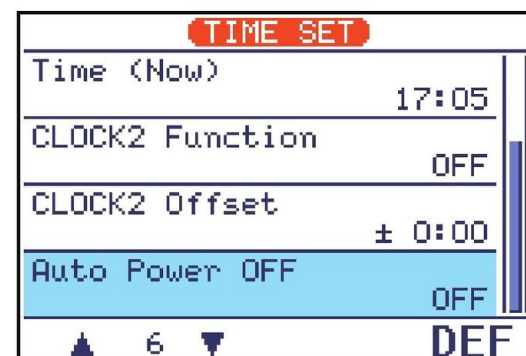 TIME SET
Time (Now)
17:05
CLOCK2 Function
OFF
CLOCK2 Offset
± 0:00
Auto Power OFF
OFF
▲ 6 ▼ DEF